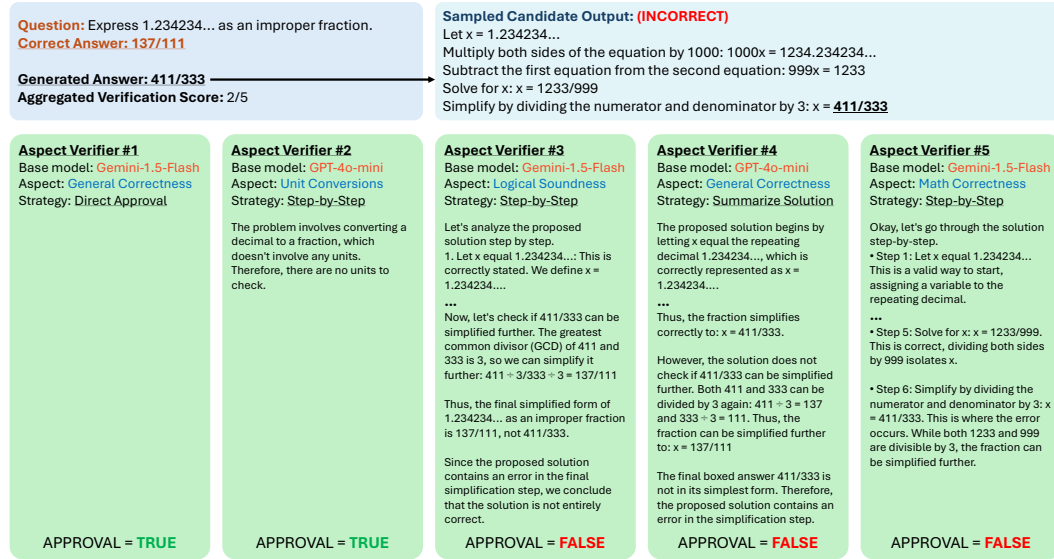 Question: Express 1.234234... as an improper fraction.
Correct Answer: 137/111
Generated Answer: 411/333
Aggregated Verification Score: 2/5
Sampled Candidate Output: (INCORRECT)
Let x = 1.234234...
Multiply both sides of the equation by 1000: 1000x = 1234.234234...
Subtract the first equation from the second equation: 999x = 1233
Solve for x: x = 1233/999
Simplify by dividing the numerator and denominator by 3: x = 411/333
Aspect Verifier #1
Base model: Gemini-1.5-Flash
Aspect: General Correctness
Strategy: Direct Approval
APPROVAL = TRUE
Aspect Verifier #2
Base model: GPT-4o-mini
Aspect: Unit Conversions
Strategy: Step-by-Step
The problem involves converting a
decimal to a fraction, which
doesn't involve any units.
Therefore, there are no units to
check.
APPROVAL = TRUE
Aspect Verifier #3
Base model: Gemini-1.5-Flash
Aspect: Logical Soundness
Strategy: Step-by-Step
Let's analyze the proposed
solution step by step.
1. Let x equal 1.234234...: This is
correctly stated. We define x =
1.234234....
...
Now, let's check if 411/333 can be
simplified further. The greatest
common divisor (GCD) of 411 and
333 is 3, so we can simplify it
further: 411 ÷ 3/333 ÷ 3 = 137/111
Thus, the final simplified form of
1.234234... as an improper fraction
is 137/111, not 411/333.
Since the proposed solution
contains an error in the final
simplification step, we conclude
that the solution is not entirely
correct.
APPROVAL = FALSE
Aspect Verifier #4
Base model: GPT-4o-mini
Aspect: General Correctness
Strategy: Summarize Solution
The proposed solution begins by
letting x equal the repeating
decimal 1.234234..., which is
correctly represented as x =
1.234234....
...
Thus, the fraction simplifies
correctly to: x = 411/333.
However, the solution does not
check if 411/333 can be simplified
further. Both 411 and 333 can be
divided by 3 again: 411 ÷ 3 = 137
and 333 ÷ 3 = 111. Thus, the
fraction can be simplified further
to: x = 137/111
The final boxed answer 411/333 is
not in its simplest form. Therefore,
the proposed solution contains an
error in the simplification step.
APPROVAL = FALSE
Aspect Verifier #5
Base model: Gemini-1.5-Flash
Aspect: Math Correctness
Strategy: Step-by-Step
Okay, let's go through the solution
step-by-step.
• Step 1: Let x equal 1.234234...
This is a valid way to start,
assigning a variable to the
repeating decimal.
...
• Step 5: Solve for x: x = 1233/999.
This is correct, dividing both sides
by 999 isolates x.
• Step 6: Simplify by dividing the
numerator and denominator by 3: x
= 411/333. This is where the error
occurs. While both 1233 and 999
are divisible by 3, the fraction can
be simplified further.
APPROVAL = FALSE